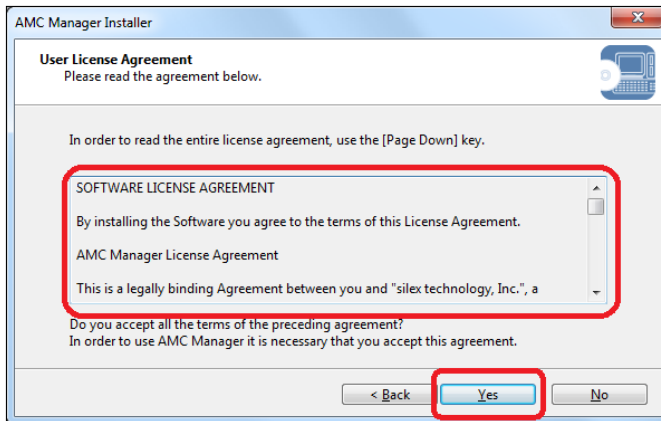 AMC Manager Installer
User License Agreement
Please read the agreement below.
In order to read the entire license agreement, use the [Page Down] key.
SOFTWARE LICENSE AGREEMENT
By installing the Software you agree to the terms of this License Agreement.
AMC Manager License Agreement
This is a legally binding Agreement between you and "silex technology, Inc.", a
Do you accept all the terms of the preceding agreement?
In order to use AMC Manager it is necessary that you accept this agreement.
< Back
Yes
No